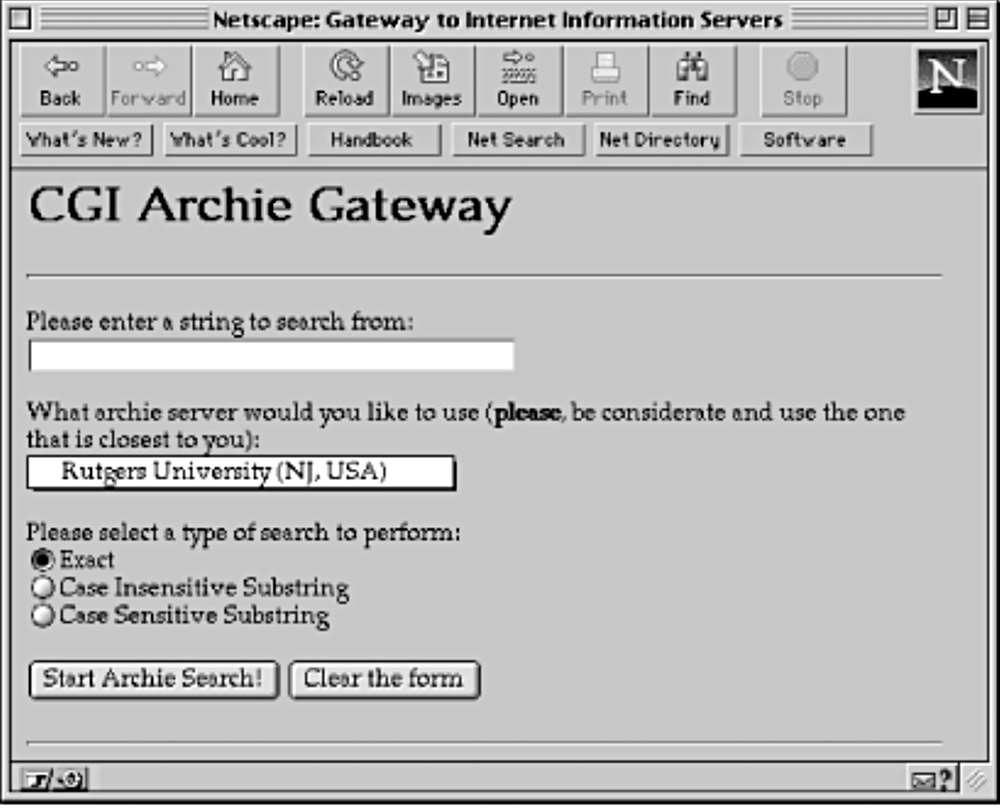 Netscape: Gateway to Internet Information Servers
Back Forward Home Reload Images Open Print Find Stop N
What's New? What's Cool? Handbook Net Search Net Directory Software
CGI Archie Gateway
Please enter a string to search from:
What archie server would you like to use (please, be considerate and use the one
that is closest to you):
Rutgers University (NJ, USA)
Please select a type of search to perform:
Exact
Case Insensitive Substring
Case Sensitive Substring
Start Archie Search! Clear the form
?